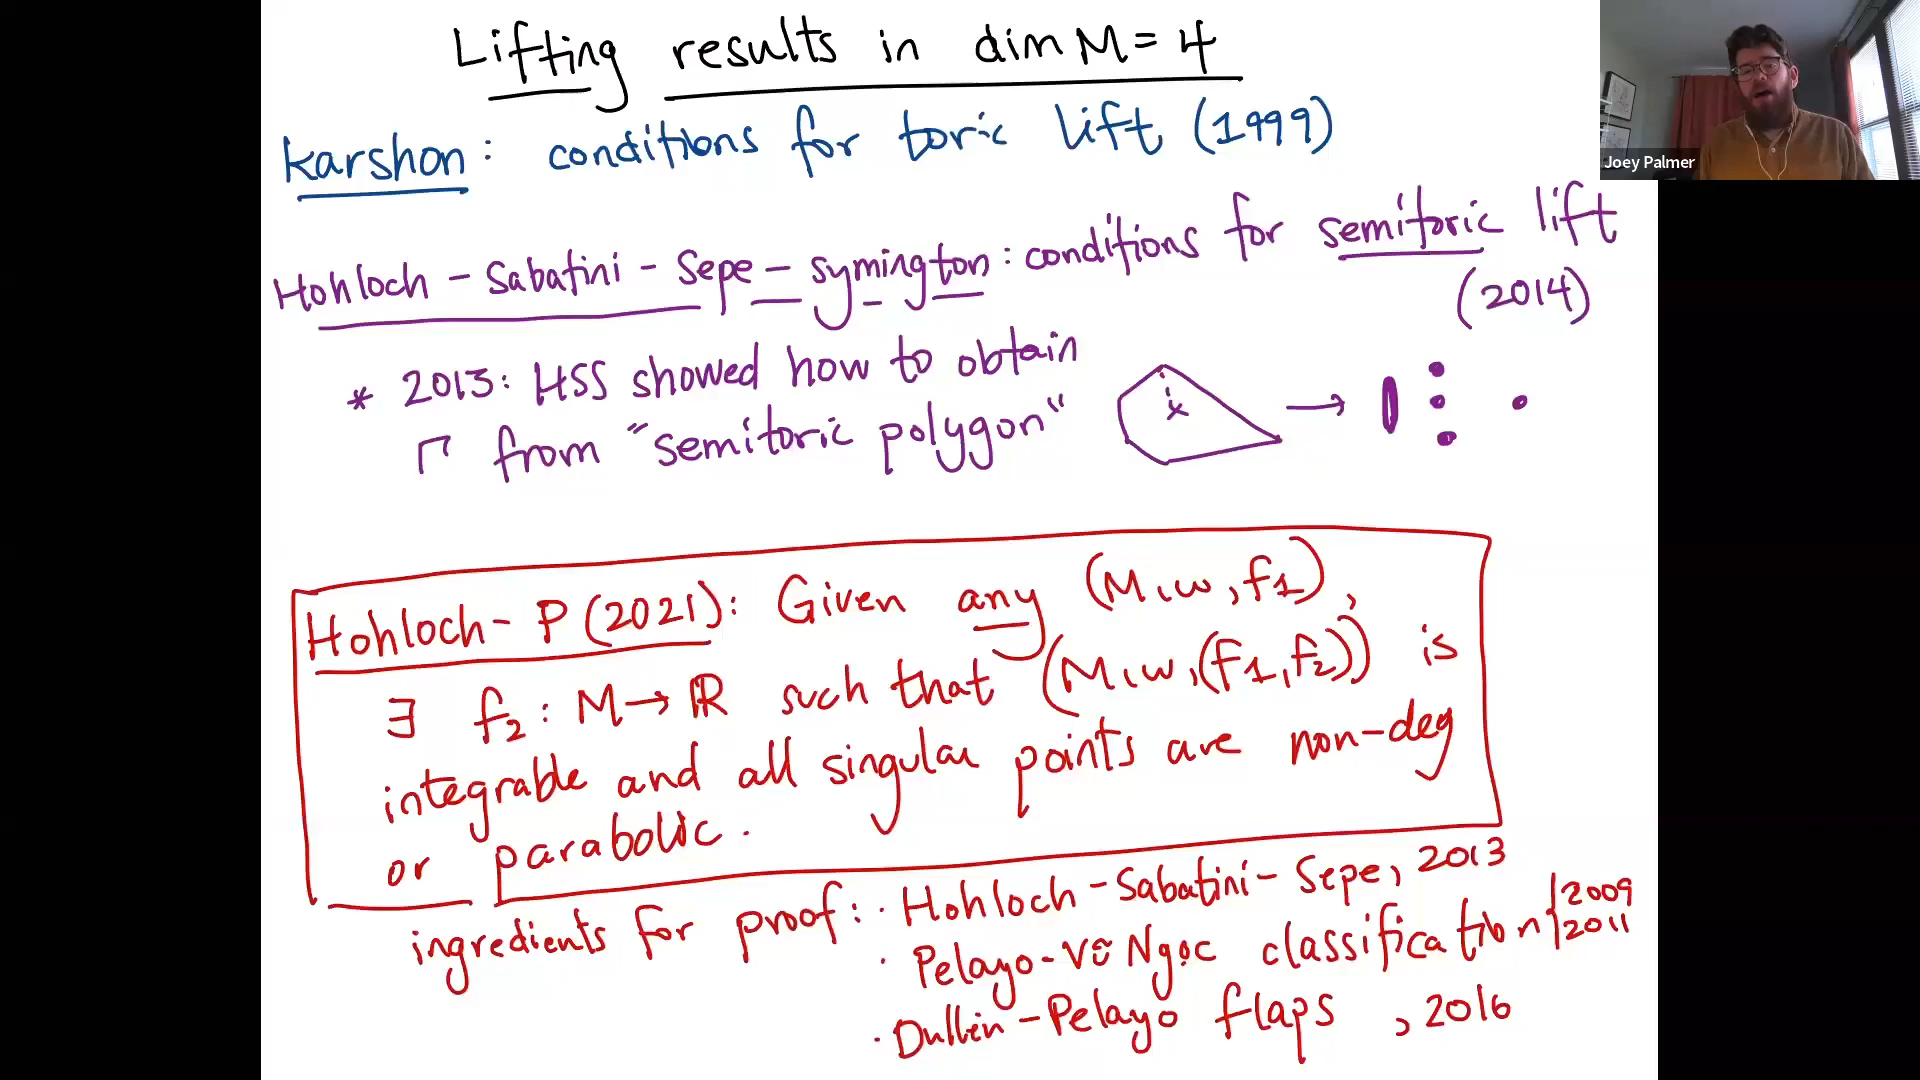 Lifting results in dim M = 4
Joey Palmer
Karshon: conditions for toric lift (1999)
Hohloch - Sabatini - Sepe - Symington: conditions for semitoric lift
(2014)
* 2013: HSS showed how to obtain
Γ from "semitoric polygon"
x →
Hohloch - P (2021): Given any (M, ω, f1),
∃ f2: M → ℝ such that (M, ω, (f1, f2)) is
integrable and all singular points are non-deg
or parabolic.
ingredients for proof: · Hohloch - Sabatini - Sepe, 2013
· Pelayo - Vũ Ngọc classification 2009
2011
· Dullin - Pelayo flaps, 2016